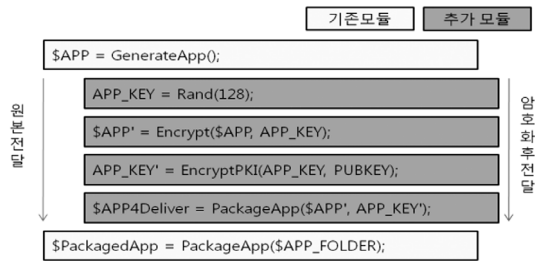 기존모듈
추가 모듈
$APP = GenerateApp();
APP_KEY = Rand(128);
$APP' = Encrypt($APP, APP_KEY);
APP_KEY' = EncryptPKI(APP_KEY, PUBKEY);
$APP4Deliver = PackageApp($APP', APP_KEY');
$PackagedApp = PackageApp($APP_FOLDER);
원본전달
암호화후전달